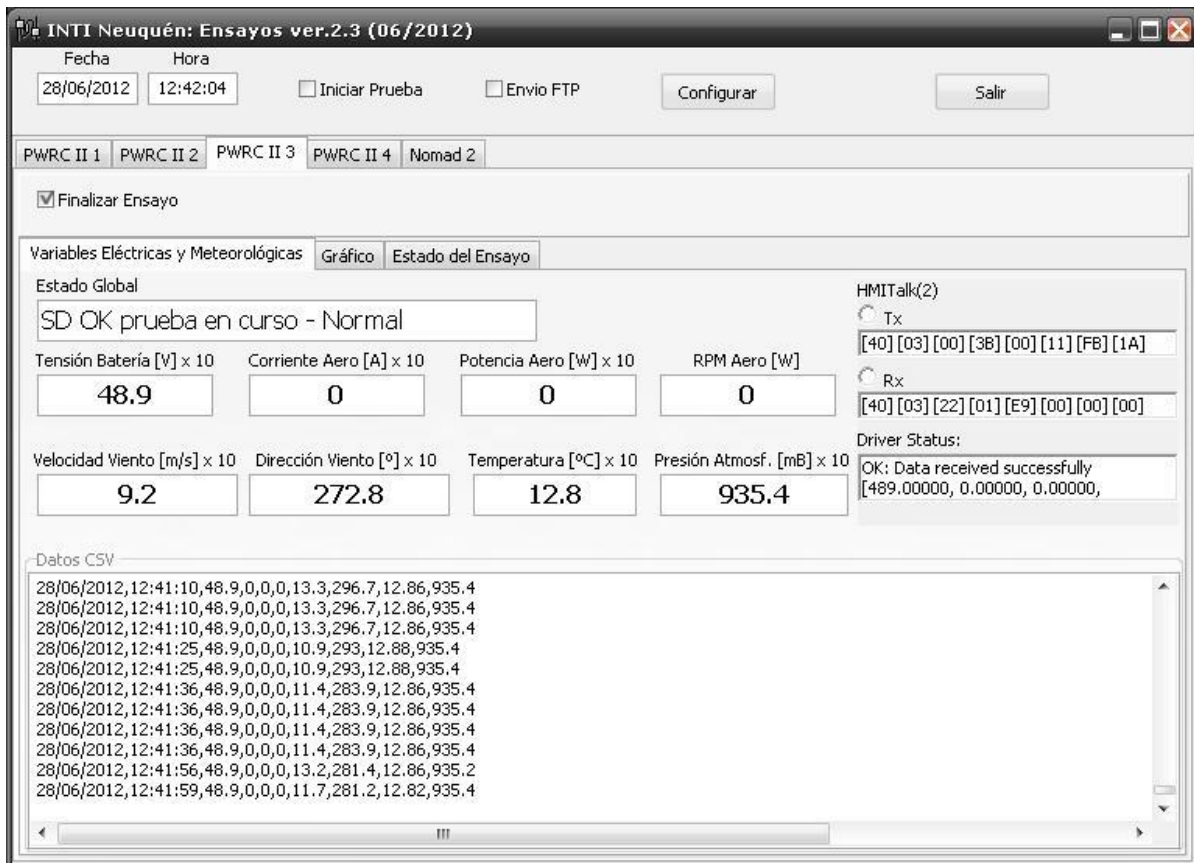 INTI Neuquén: Ensayos ver.2.3 (06/2012)
Fecha Hora
28/06/2012 12:42:04 Iniciar Prueba Envio FTP Configurar Salir
PWRC II 1 PWRC II 2 PWRC II 3 PWRC II 4 Nomad 2
Finalizar Ensayo
Variables Eléctricas y Meteorológicas Gráfico Estado del Ensayo
Estado Global
SD OK prueba en curso - Normal
Tensión Batería [V] x 10 Corriente Aero [A] x 10 Potencia Aero [W] x 10 RPM Aero [W]
48.9 0 0 0
Velocidad Viento [m/s] x 10 Dirección Viento [º] x 10 Temperatura [ºC] x 10 Presión Atmosf. [mB] x 10
9.2 272.8 12.8 935.4
HMITalk(2)
Tx
[40] [03] [00] [3B] [00] [11] [FB] [1A]
Rx
[40] [03] [22] [01] [E9] [00] [00] [00]
Driver Status:
OK: Data received successfully
[489.00000, 0.00000, 0.00000,
Datos CSV
28/06/2012,12:41:10,48.9,0,0,0,13.3,296.7,12.86,935.4
28/06/2012,12:41:10,48.9,0,0,0,13.3,296.7,12.86,935.4
28/06/2012,12:41:10,48.9,0,0,0,13.3,296.7,12.86,935.4
28/06/2012,12:41:25,48.9,0,0,0,10.9,293,12.88,935.4
28/06/2012,12:41:25,48.9,0,0,0,10.9,293,12.88,935.4
28/06/2012,12:41:36,48.9,0,0,0,11.4,283.9,12.86,935.4
28/06/2012,12:41:36,48.9,0,0,0,11.4,283.9,12.86,935.4
28/06/2012,12:41:36,48.9,0,0,0,11.4,283.9,12.86,935.4
28/06/2012,12:41:36,48.9,0,0,0,11.4,283.9,12.86,935.4
28/06/2012,12:41:56,48.9,0,0,0,13.2,281.4,12.86,935.2
28/06/2012,12:41:59,48.9,0,0,0,11.7,281.2,12.82,935.4